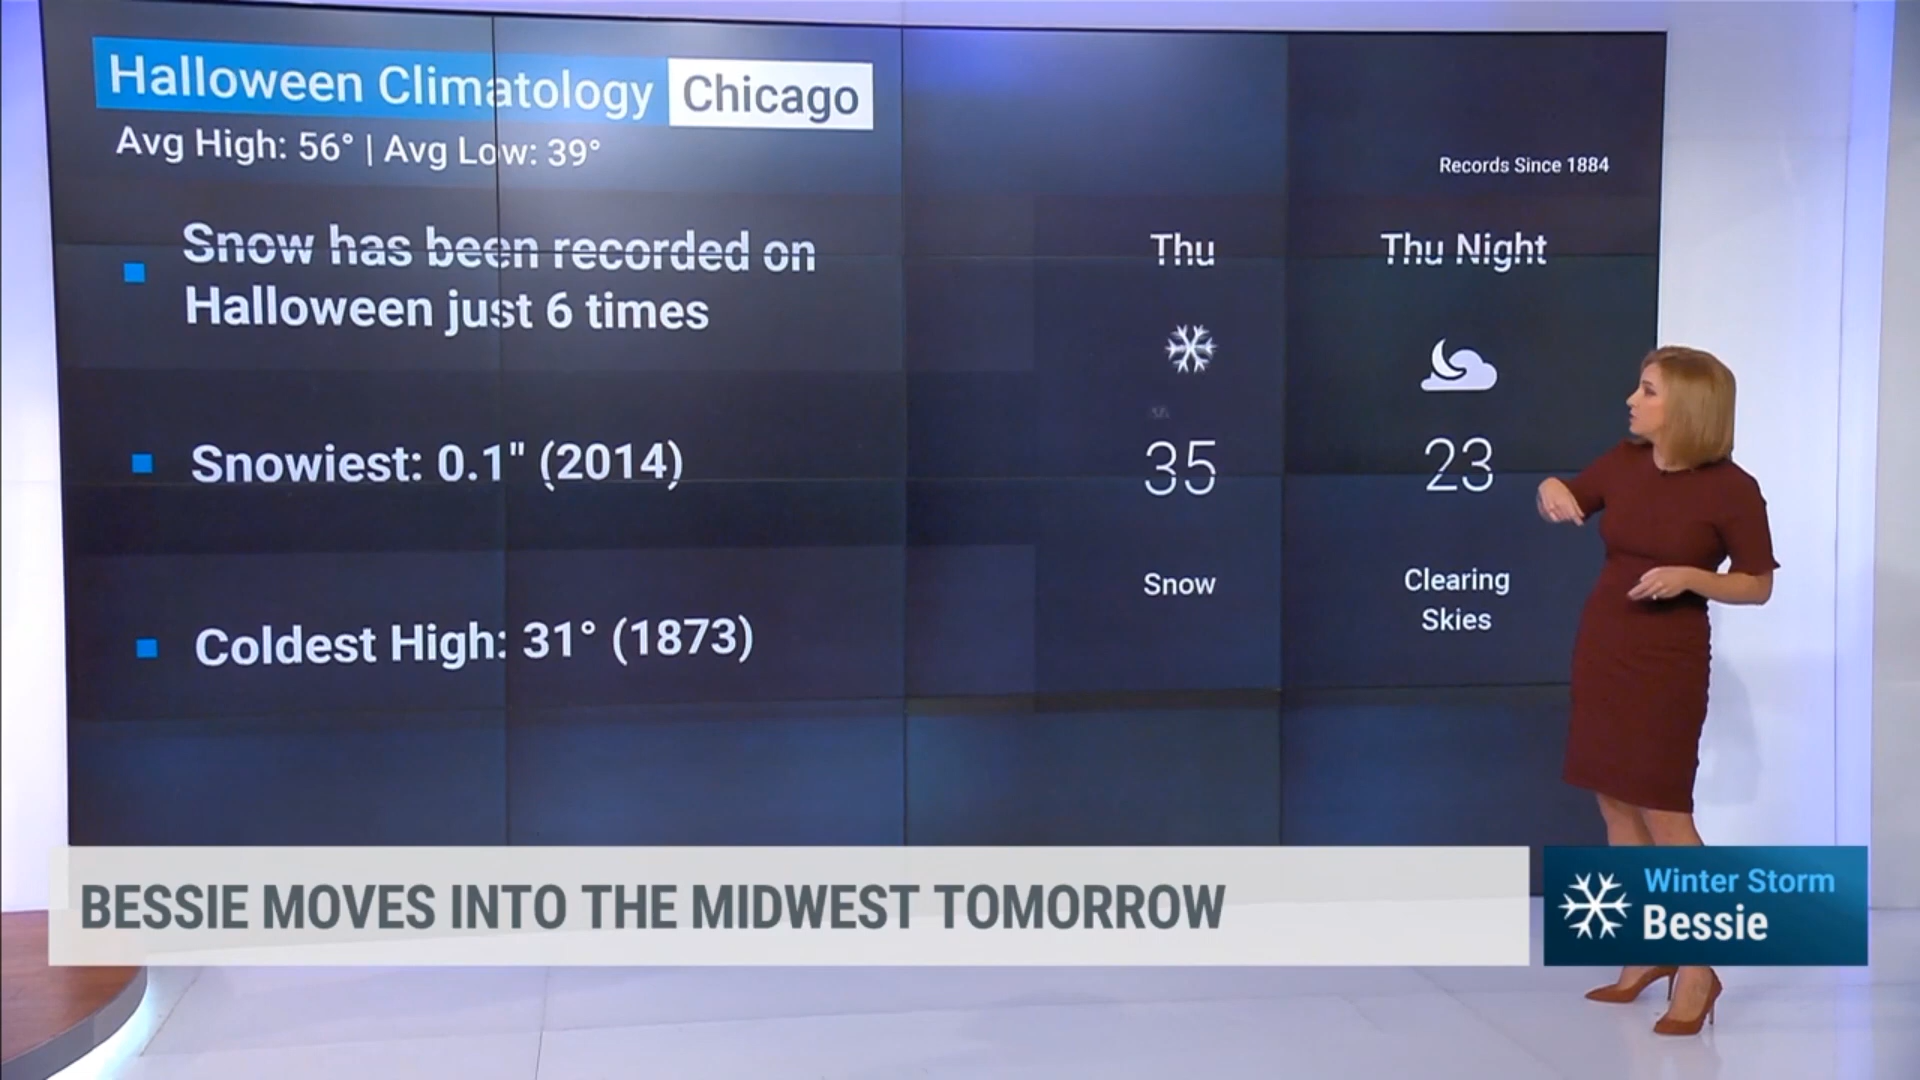 Halloween Climatology Chicago
Avg High: 56° | Avg Low: 39°
Records Since 1884
Snow has been recorded on
Halloween just 6 times
Snowiest: 0.1" (2014)
Coldest High: 31° (1873)
Thu
35
Snow
Thu Night
23
Clearing
Skies
BESSIE MOVES INTO THE MIDWEST TOMORROW
Winter Storm
Bessie